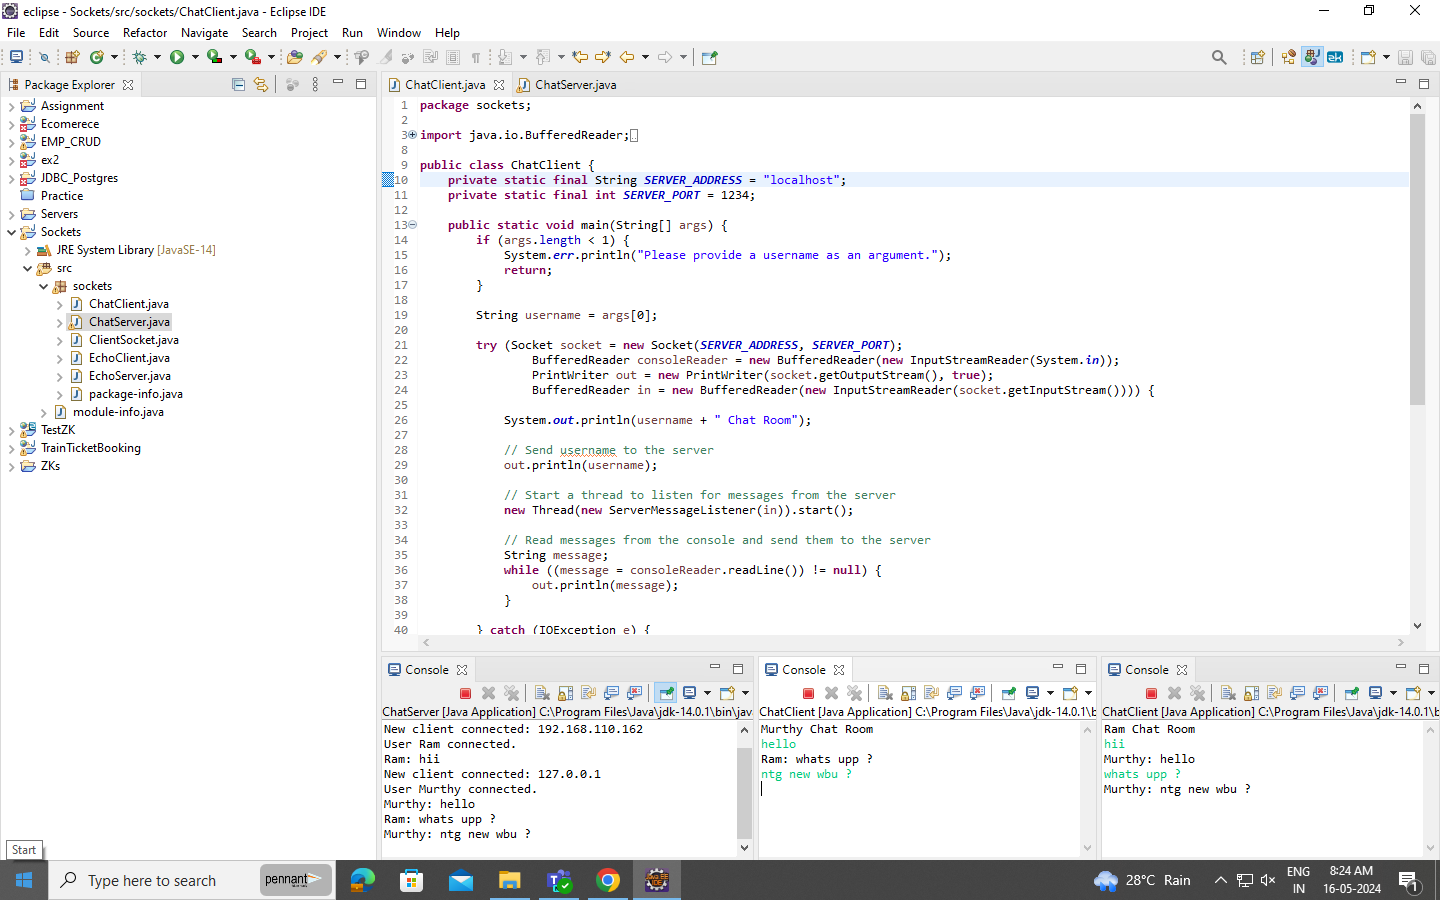 eclipse - Sockets/src/sockets/ChatClient.java - Eclipse IDE
File Edit Source Refactor Navigate Search Project Run Window Help
Package Explorer
Assignment
Ecomerece
EMP_CRUD
ex2
JDBC_Postgres
Practice
Servers
Sockets
JRE System Library [JavaSE-14]
src
sockets
ChatClient.java
ChatServer.java
ClientSocket.java
EchoClient.java
EchoServer.java
package-info.java
module-info.java
TestZK
TrainTicketBooking
ZKs
ChatClient.java ChatServer.java
1 package sockets;
2
3 import java.io.BufferedReader;
8
9 public class ChatClient {
10 private static final String SERVER_ADDRESS = "localhost";
11 private static final int SERVER_PORT = 1234;
12
13 public static void main(String[] args) {
14 if (args.length < 1) {
15 System.err.println("Please provide a username as an argument.");
16 return;
17 }
18
19 String username = args[0];
20
21 try (Socket socket = new Socket(SERVER_ADDRESS, SERVER_PORT);
22 BufferedReader consoleReader = new BufferedReader(new InputStreamReader(System.in));
23 PrintWriter out = new PrintWriter(socket.getOutputStream(), true);
24 BufferedReader in = new BufferedReader(new InputStreamReader(socket.getInputStream()))) {
25
26 System.out.println(username + " Chat Room");
27
28 // Send username to the server
29 out.println(username);
30
31 // Start a thread to listen for messages from the server
32 new Thread(new ServerMessageListener(in)).start();
33
34 // Read messages from the console and send them to the server
35 String message;
36 while ((message = consoleReader.readLine()) != null) {
37 out.println(message);
38 }
39
40 } catch (IOException e) {
Console
ChatServer [Java Application] C:\Program Files\Java\jdk-14.0.1\bin\jav
New client connected: 192.168.110.162
User Ram connected.
Ram: hii
New client connected: 127.0.0.1
User Murthy connected.
Murthy: hello
Ram: whats upp ?
Murthy: ntg new wbu ?
Console
ChatClient [Java Application] C:\Program Files\Java\jdk-14.0.1\b
Murthy Chat Room
hello
Ram: whats upp ?
ntg new wbu ?
Console
ChatClient [Java Application] C:\Program Files\Java\jdk-14.0.1\b
Ram Chat Room
hii
Murthy: hello
whats upp ?
Murthy: ntg new wbu ?
Start
Type here to search
pennant
28°C Rain
ENG
IN
8:24 AM
16-05-2024
1